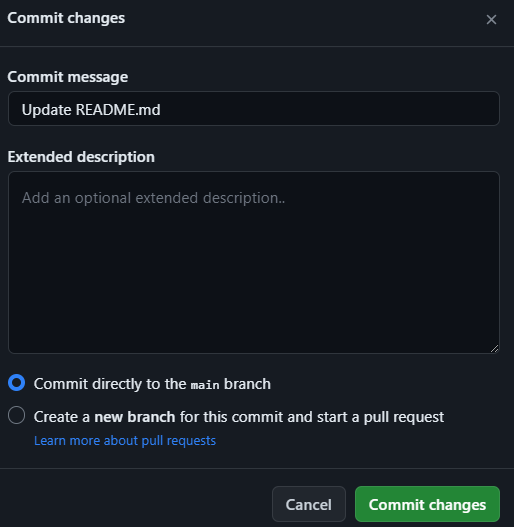 Commit changes
Commit message
Update README.md
Extended description
Add an optional extended description..
Commit directly to the main branch
Create a new branch for this commit and start a pull request
Learn more about pull requests
Cancel
Commit changes